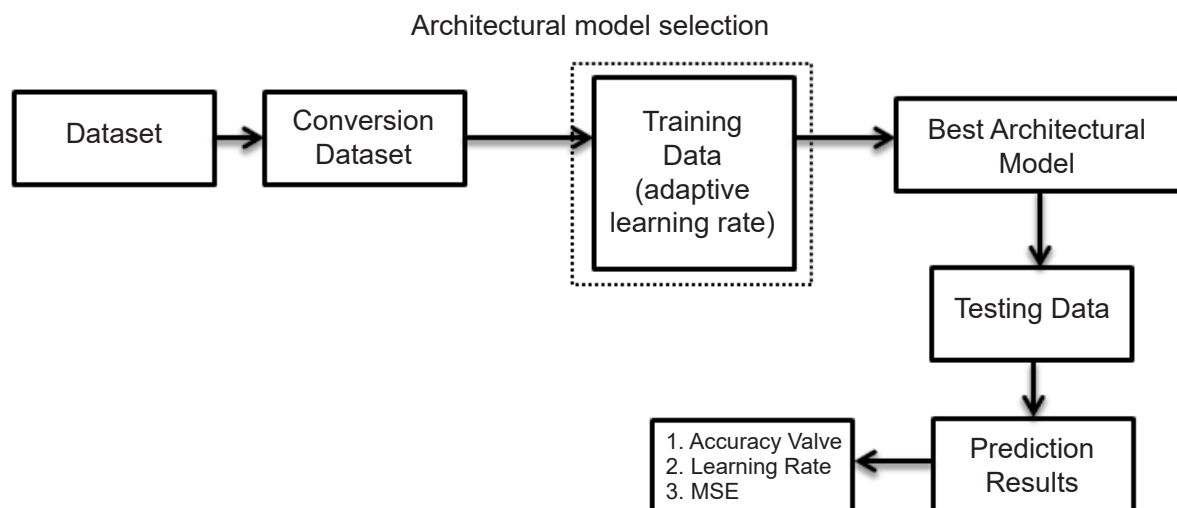 Architectural model selection
Dataset
Conversion
Dataset
Training
Data
(adaptive
learning rate)
Best Architectural
Model
Testing Data
Prediction
Results
1. Accuracy Valve
2. Learning Rate
3. MSE